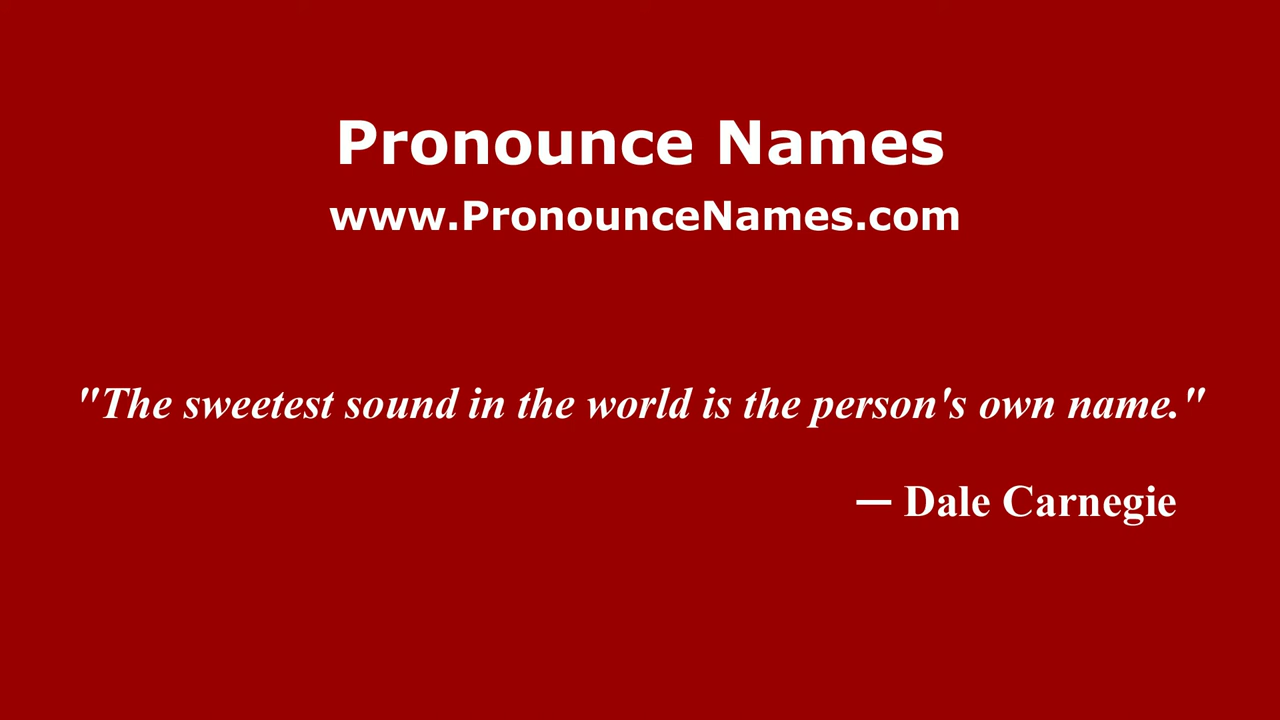 Pronounce Names
www.PronounceNames.com
"The sweetest sound in the world is the person's own name."
— Dale Carnegie